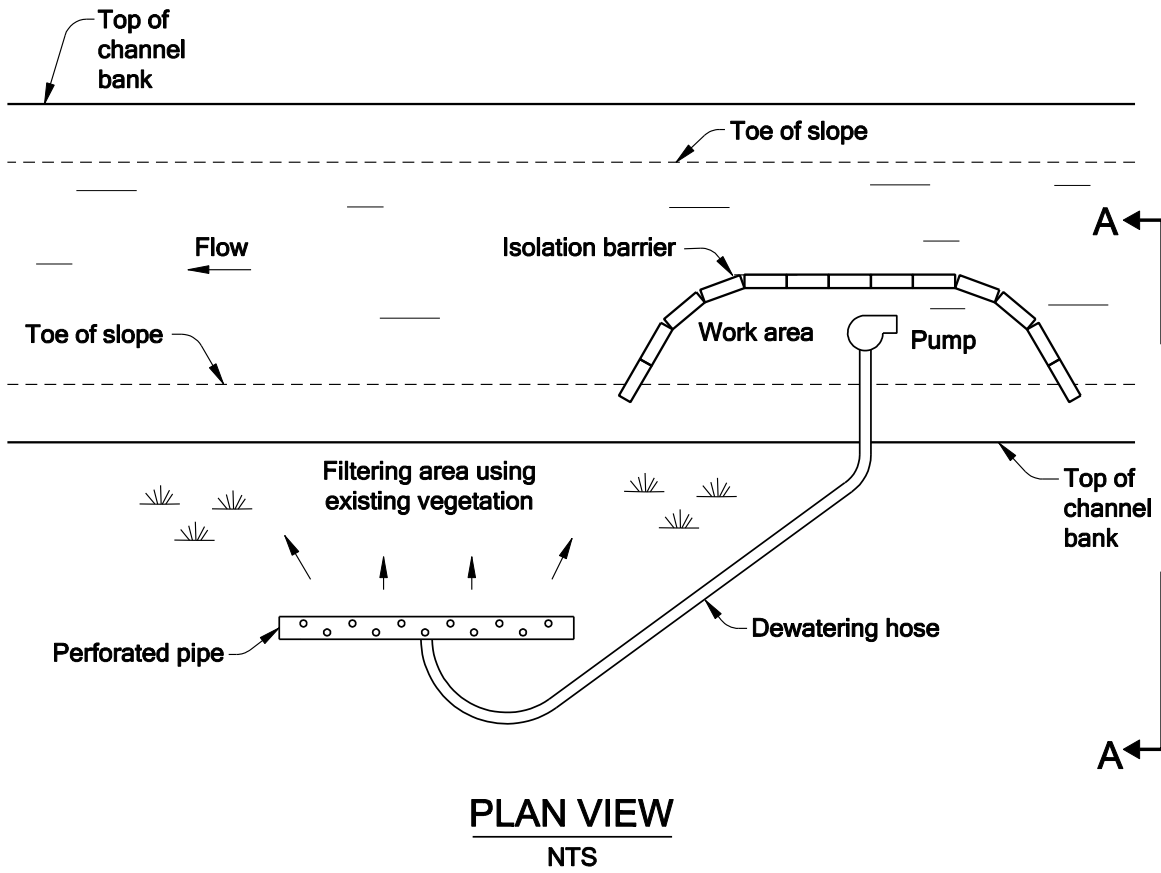 Top of
channel
bank
Toe of slope
A
Flow
Isolation barrier
Toe of slope
Work area
Pump
Filtering area using
existing vegetation
Top of
channel
bank
Dewatering hose
Perforated pipe
A
PLAN VIEW
NTS